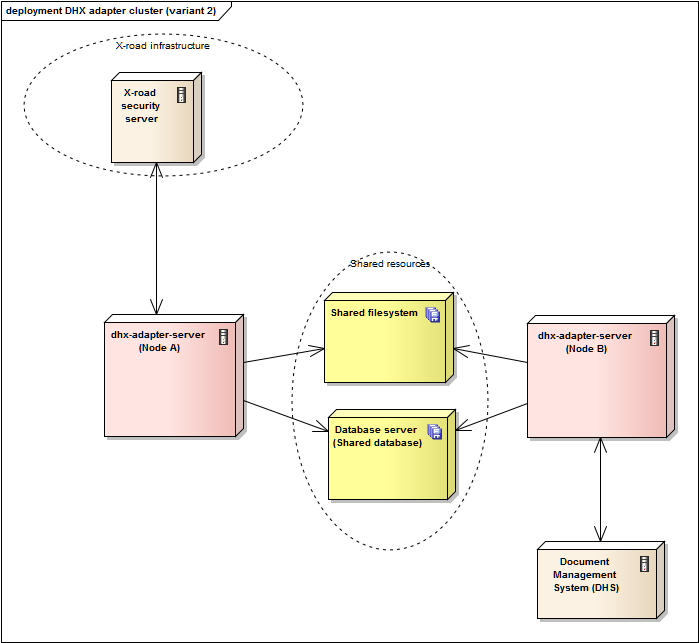 deployment DHX adapter cluster (variant 2)
X-road infrastructure
X-road
security
server
Shared resources
Shared filesystem
dhx-adapter-server
(Node A)
dhx-adapter-server
(Node B)
Database server
(Shared database)
Document
Management
System (DHS)